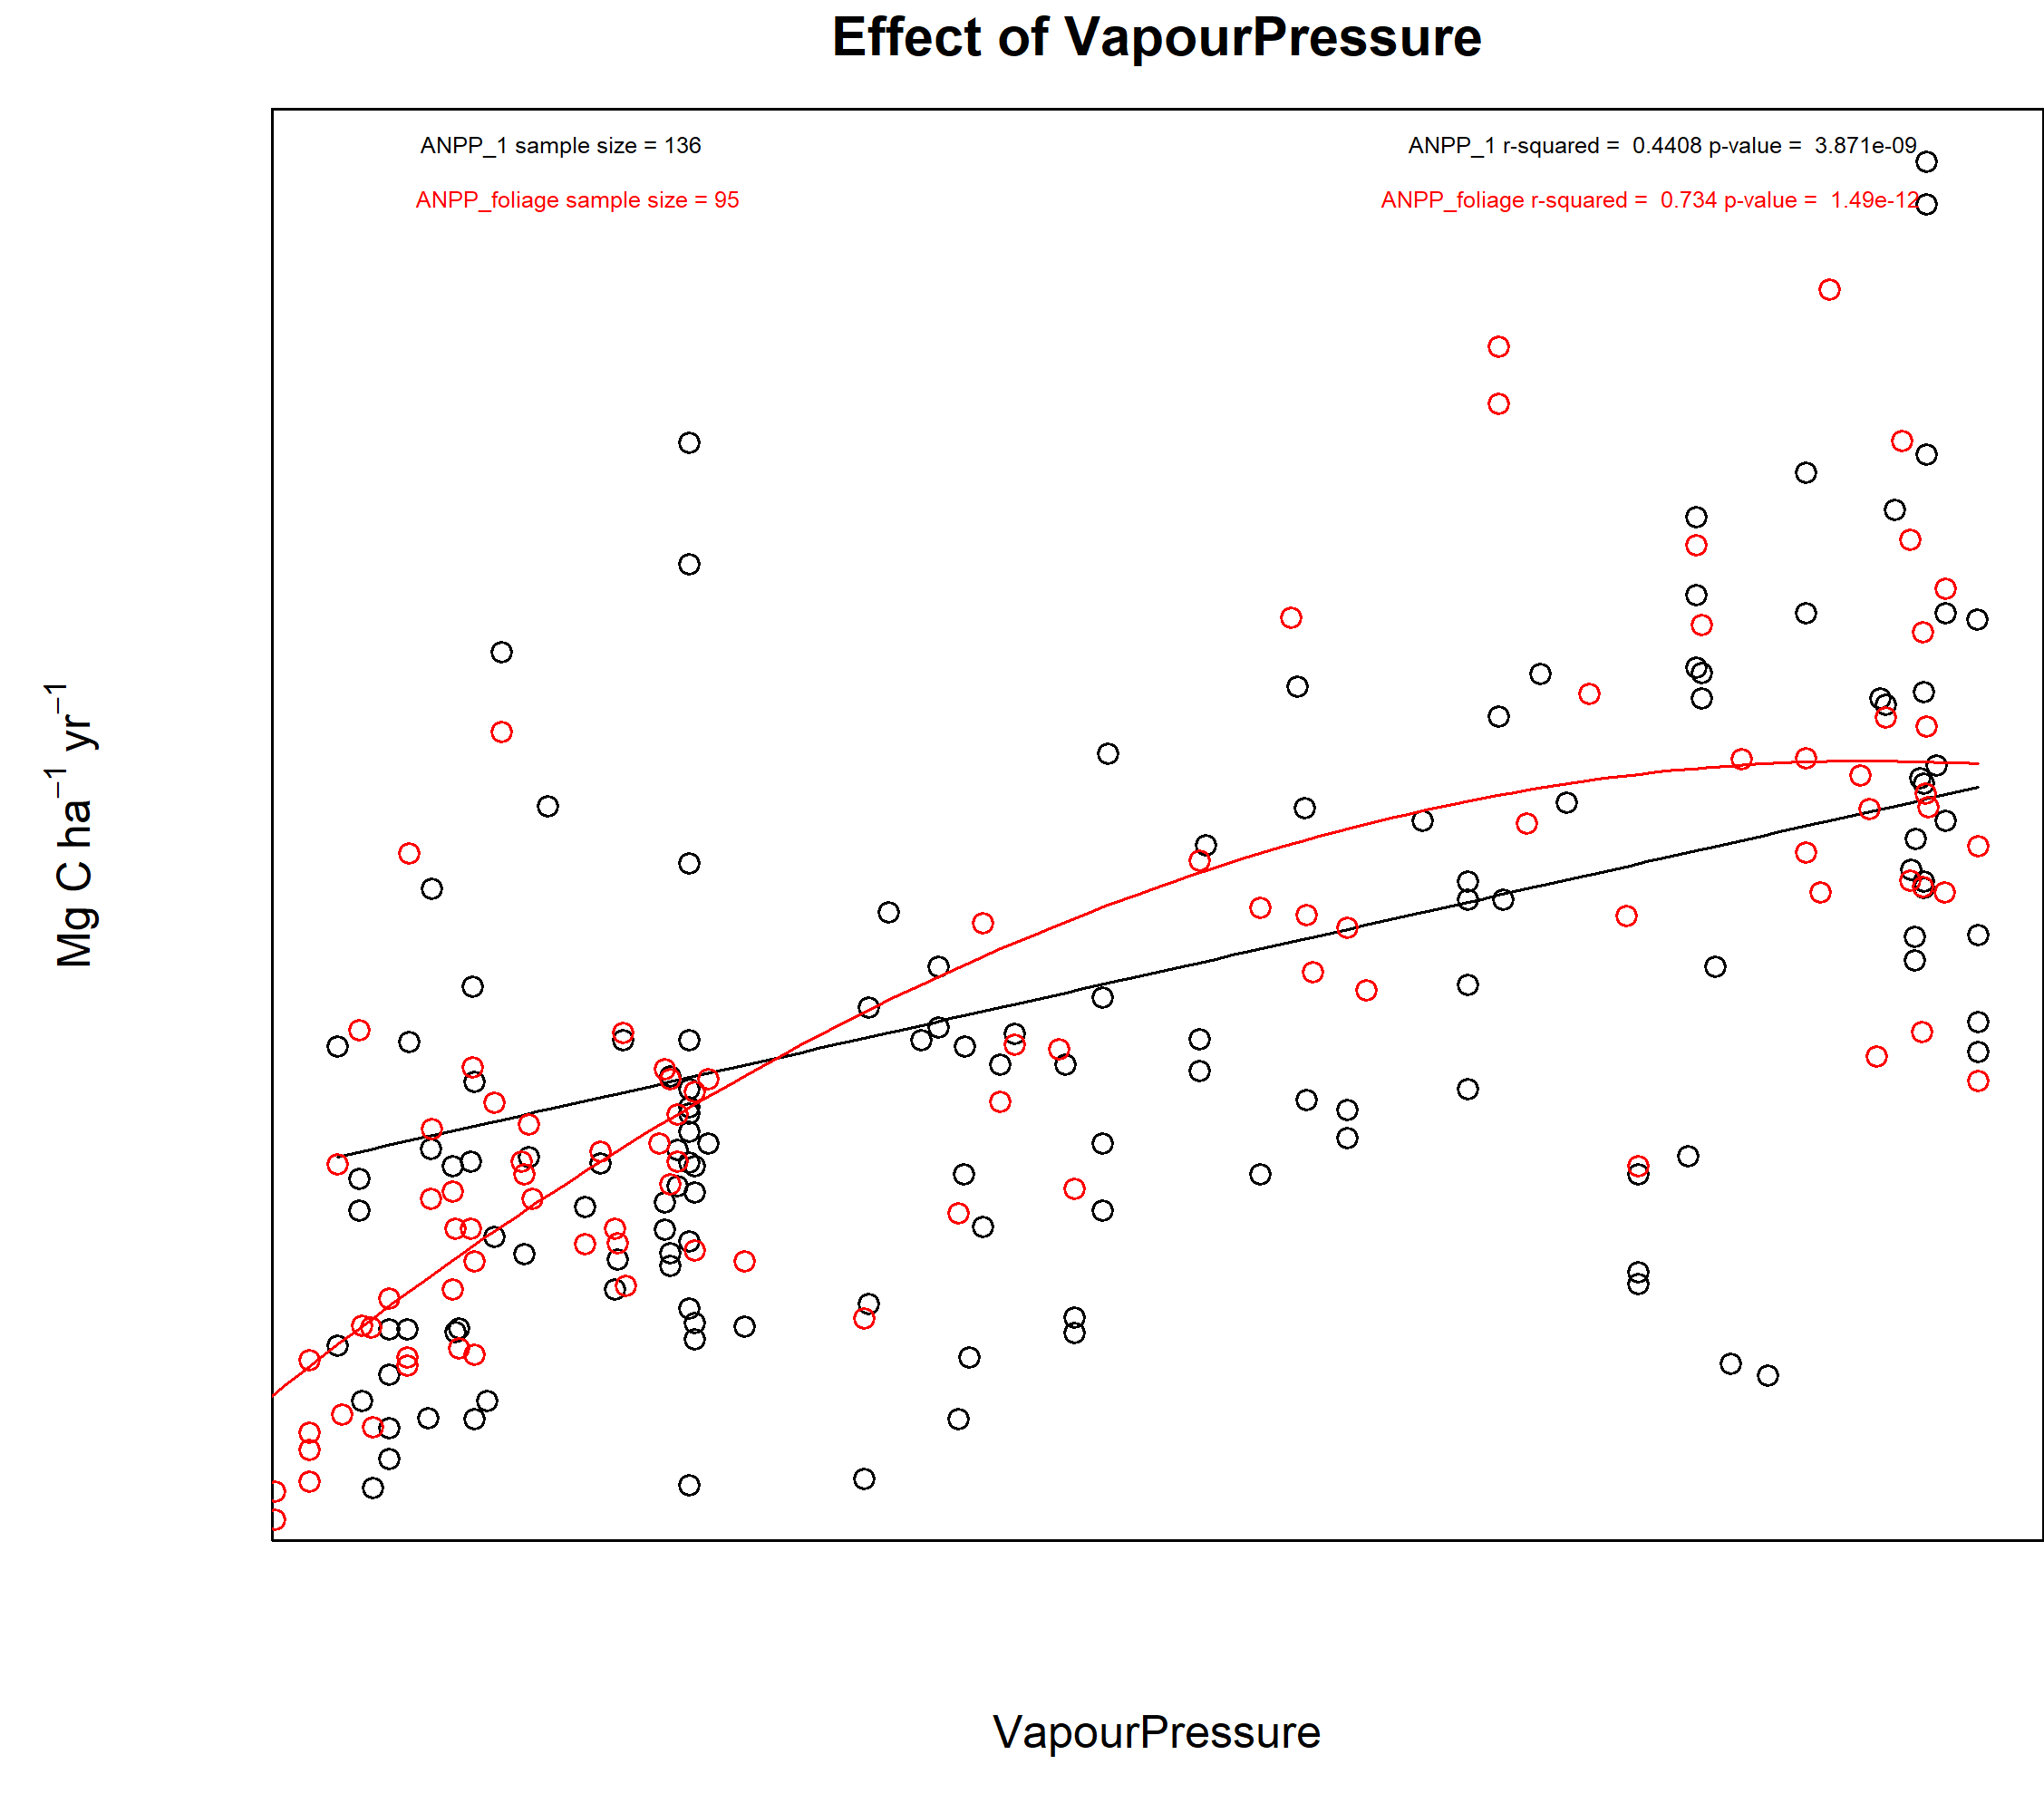 Effect of VapourPressure
ANPP_1 sample size = 136
ANPP_1 r-squared = 0.4408 p-value = 3.871e-09
ANPP_foliage sample size = 95
ANPP_foliage r-squared = 0.734 p-value = 1.49e-12
Mg C ha⁻¹ yr⁻¹
VapourPressure